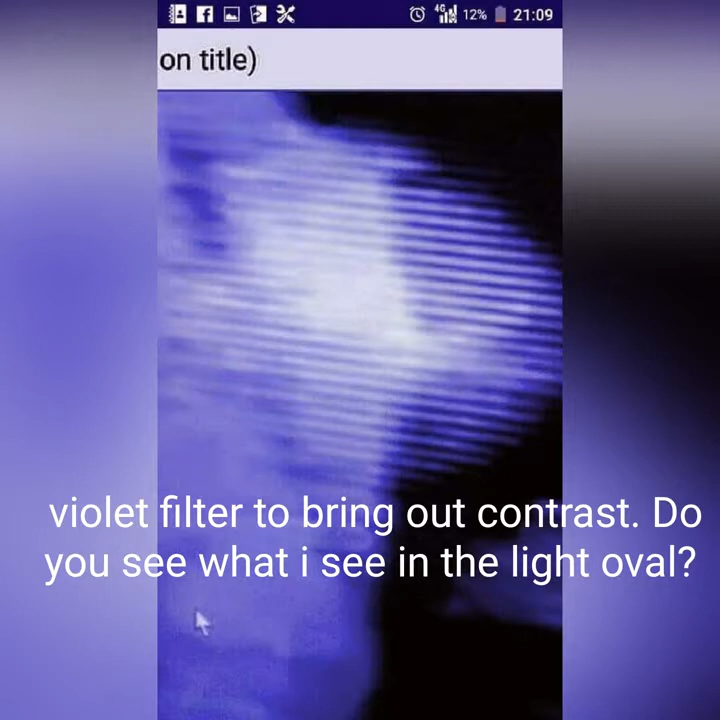 4G 12% 21:09
on title)
violet filter to bring out contrast. Do
you see what i see in the light oval?